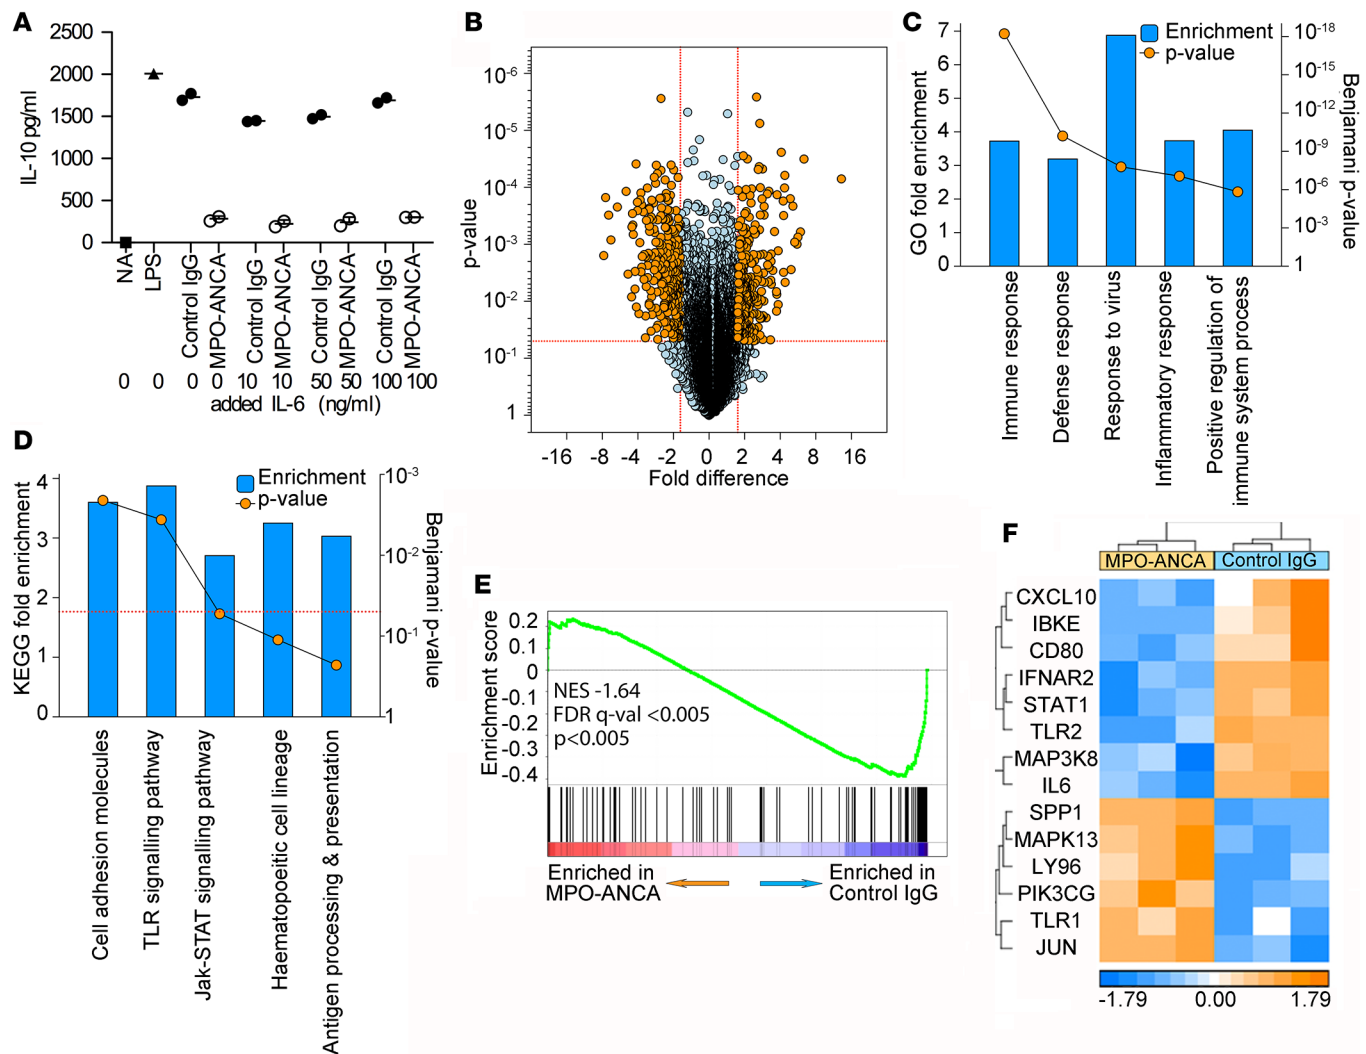 A
2500
2000
1500
1000
500
0
IL-10 pg/ml
NA
LPS
Control IgG
MPO-ANCA
Control IgG
MPO-ANCA
Control IgG
MPO-ANCA
Control IgG
MPO-ANCA
0 0 0 0 10 10 50 50 100 100
added IL-6 (ng/ml)
B
p-value
10-6
10-5
10-4
10-3
10-2
10-1
1
-16 -8 -4 -2 0 2 4 8 16
Fold difference
C
7
6
5
4
3
2
1
0
GO fold enrichment
Enrichment
p-value
10-18
10-15
10-12
10-9
10-6
10-3
1
Benjamani p-value
Immune response
Defense response
Response to virus
Inflammatory response
Positive regulation of
immune system process
D
4
3
2
1
0
KEGG fold enrichment
Enrichment
p-value
10-3
10-2
10-1
1
Benjamani p-value
Cell adhesion molecules
TLR signalling pathway
Jak-STAT signalling pathway
Haematopoeitic cell lineage
Antigen processing & presentation
E
Enrichment score
0.2
0.1
0
-0.1
-0.2
-0.3
-0.4
NES -1.64
FDR q-val <0.005
p<0.005
Enriched in
MPO-ANCA
Enriched in
Control IgG
F
MPO-ANCA Control IgG
CXCL10
IBKE
CD80
IFNAR2
STAT1
TLR2
MAP3K8
IL6
SPP1
MAPK13
LY96
PIK3CG
TLR1
JUN
-1.79 0.00 1.79